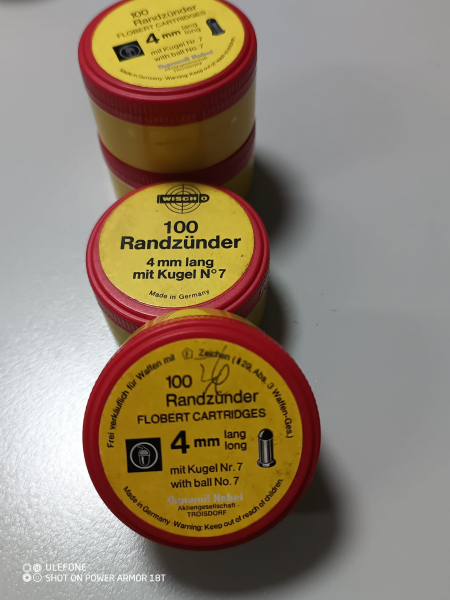 100
Randzünder
FLOBERT CARTRIDGES
4 mm lang
long
mit Kugel Nr. 7
with ball No. 7
Dynamit Nobel
Made in Germany · Warning: Keep out of reach of children
WISCHO
100
Randzünder
4 mm lang
mit Kugel N° 7
Made in Germany
Frei verkäuflich für Waffen mit F Zeichen (§ 29, Abs. 3 Waffen-Ges.)
100
Randzünder
FLOBERT CARTRIDGES
4 mm lang
long
mit Kugel Nr. 7
with ball No. 7
Dynamit Nobel
Aktiengesellschaft
TROISDORF
Made in Germany · Warning: Keep out of reach of children
ULEFONE
SHOT ON POWER ARMOR 18T